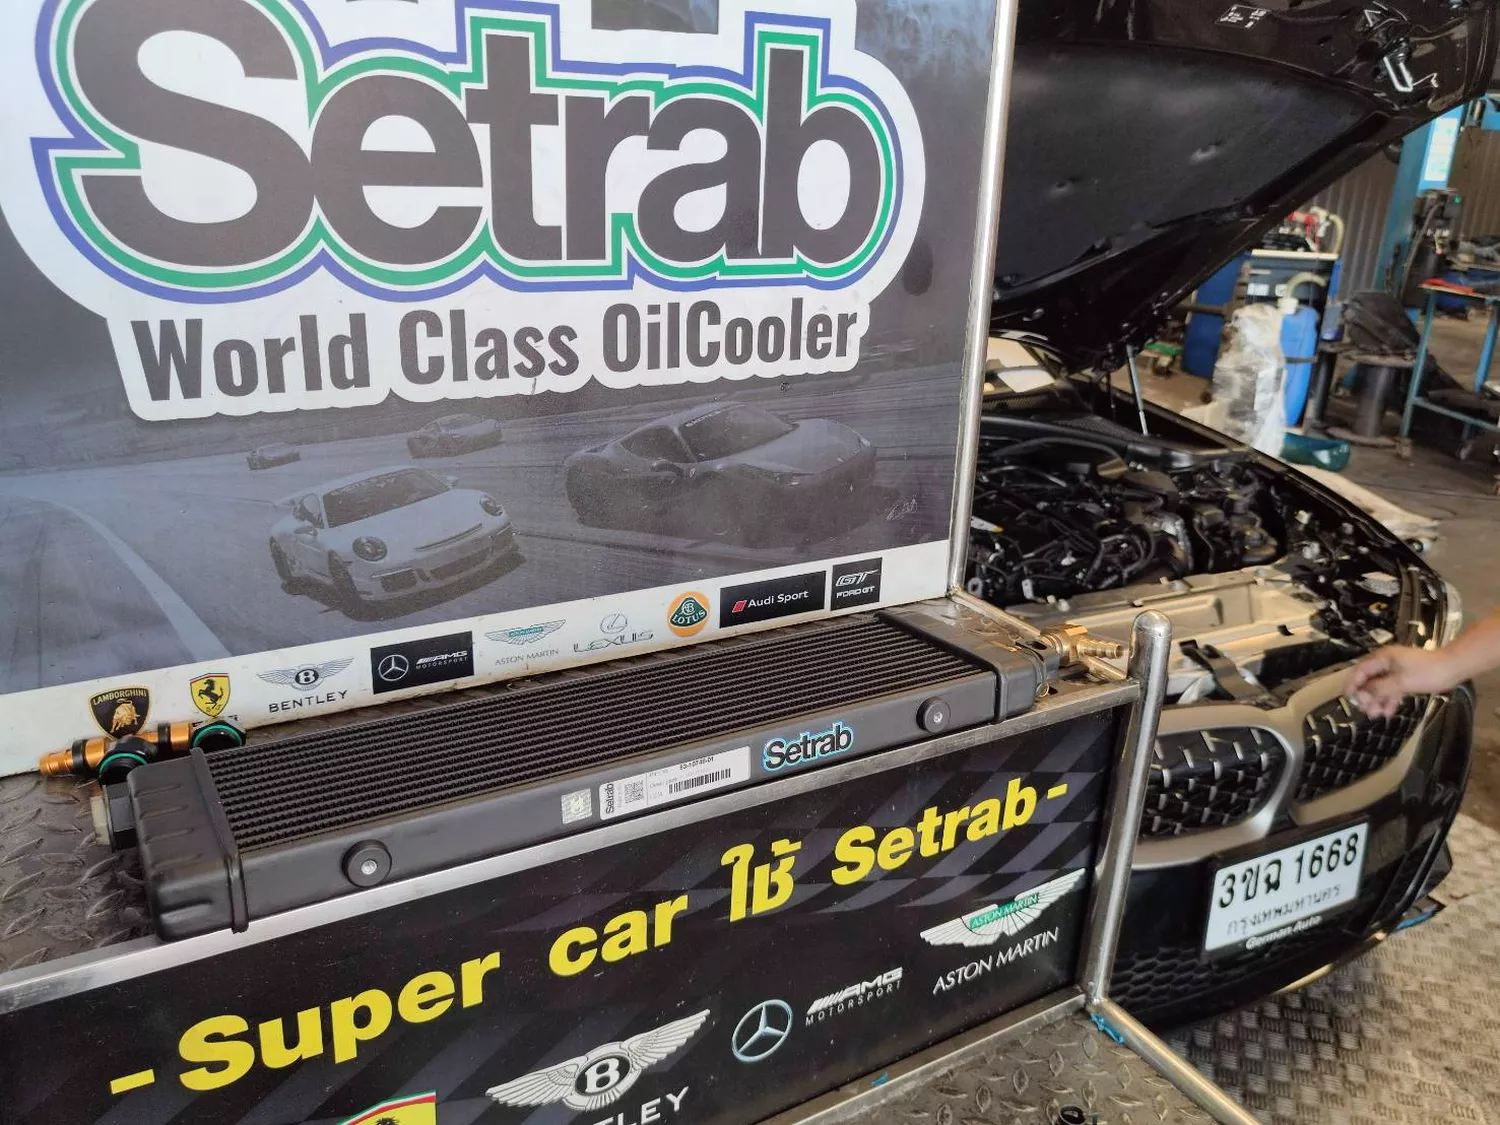 Setrab
World Class OilCooler
LAMBORGHINI
BENTLEY
AMG
MOTORSPORT
ASTON MARTIN
LEXUS
LOTUS
Audi Sport
GT
FORD GT
Setrab
Setrab
- Super car ใช้ Setrab -
ASTON MARTIN
ASTON MARTIN
AMG
MOTORSPORT
B
BENTLEY
3ขฉ 1668
กรุงเทพมหานคร
German Auto